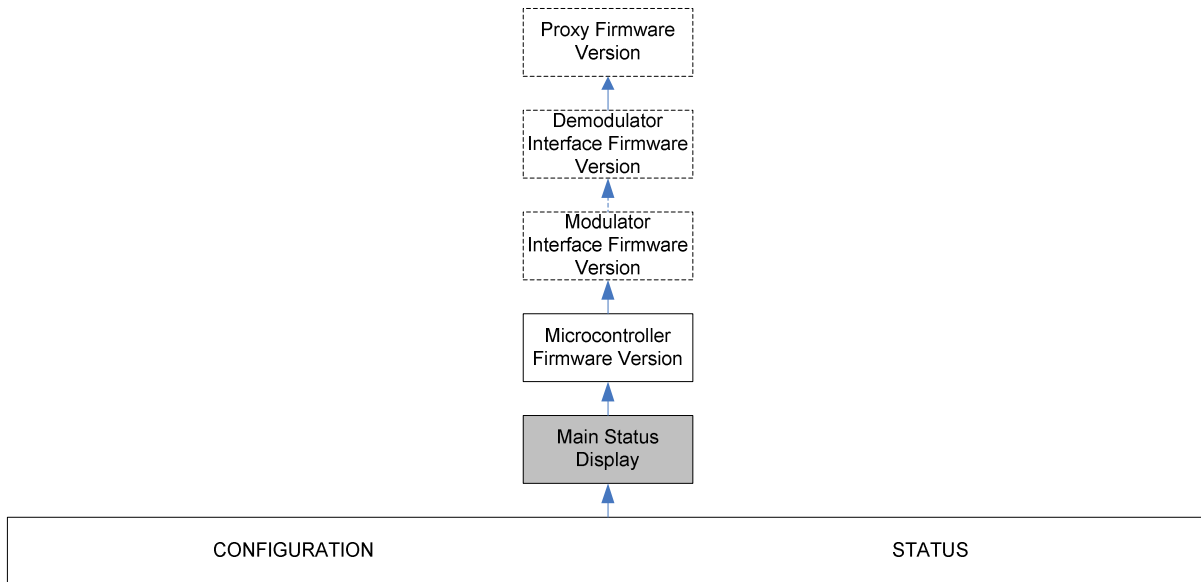 Proxy Firmware
Version
Demodulator
Interface Firmware
Version
Modulator
Interface Firmware
Version
Microcontroller
Firmware Version
Main Status
Display
CONFIGURATION
STATUS